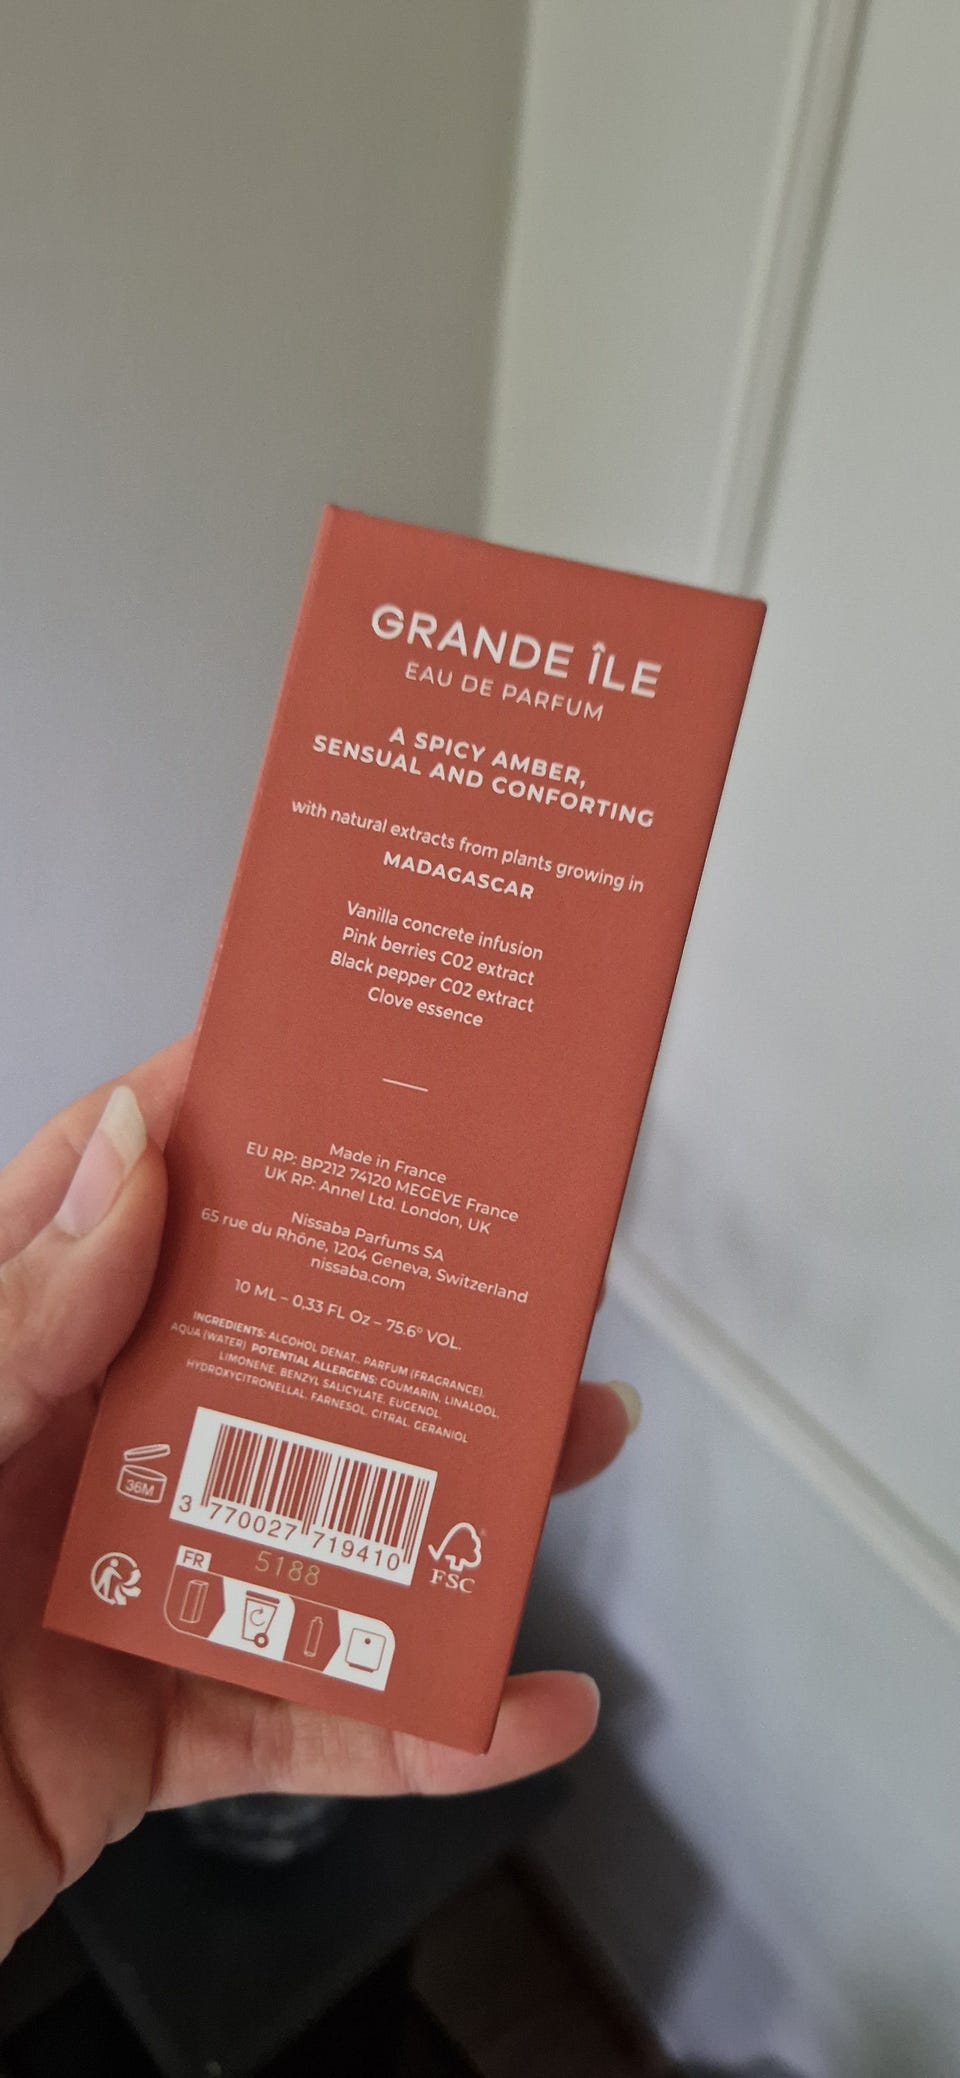 GRANDE ÎLE
EAU DE PARFUM
A SPICY AMBER,
SENSUAL AND CONFORTING
with natural extracts from plants growing in
MADAGASCAR
Vanilla concrete infusion
Pink berries C02 extract
Black pepper C02 extract
Clove essence
Made in France
EU RP: BP212 74120 MEGEVE France
UK RP: Annel Ltd. London, UK
Nissaba Parfums SA
65 rue du Rhône, 1204 Geneva, Switzerland
nissaba.com
10 ML – 0,33 FL Oz – 75.6° VOL.
INGREDIENTS: ALCOHOL DENAT., PARFUM (FRAGRANCE),
AQUA (WATER) POTENTIAL ALLERGENS: COUMARIN, LINALOOL,
LIMONENE, BENZYL SALICYLATE, EUGENOL,
HYDROXYCITRONELLAL, FARNESOL, CITRAL, GERANIOL
36M
3 770027 719410
FSC
FR
5188